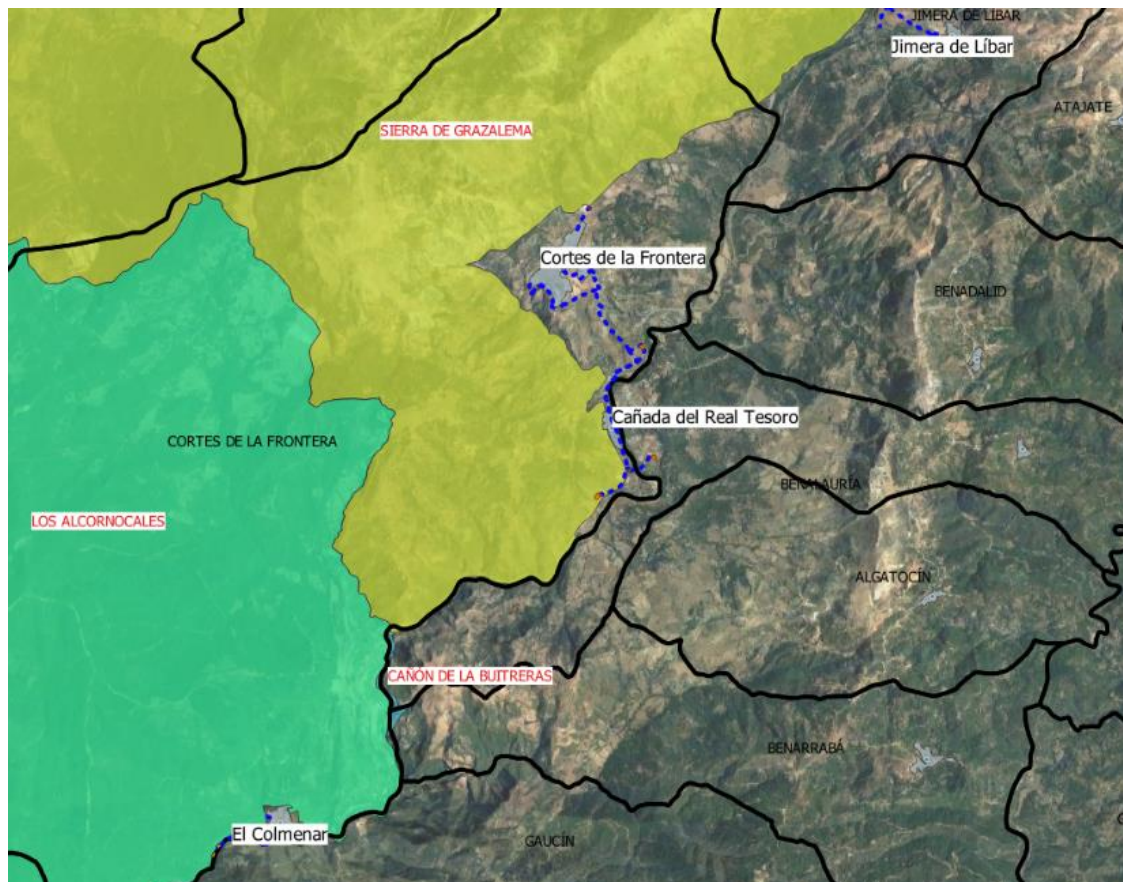 JIMERA DE LÍBAR
Jimera de Líbar
ATAJATE
SIERRA DE GRAZALEMA
Cortes de la Frontera
BENADALID
Cañada del Real Tesoro
CORTES DE LA FRONTERA
BENALAURÍA
LOS ALCORNOCALES
ALGATOCÍN
CAÑÓN DE LA BUITRERAS
BENARRABÁ
El Colmenar
GAUCÍN